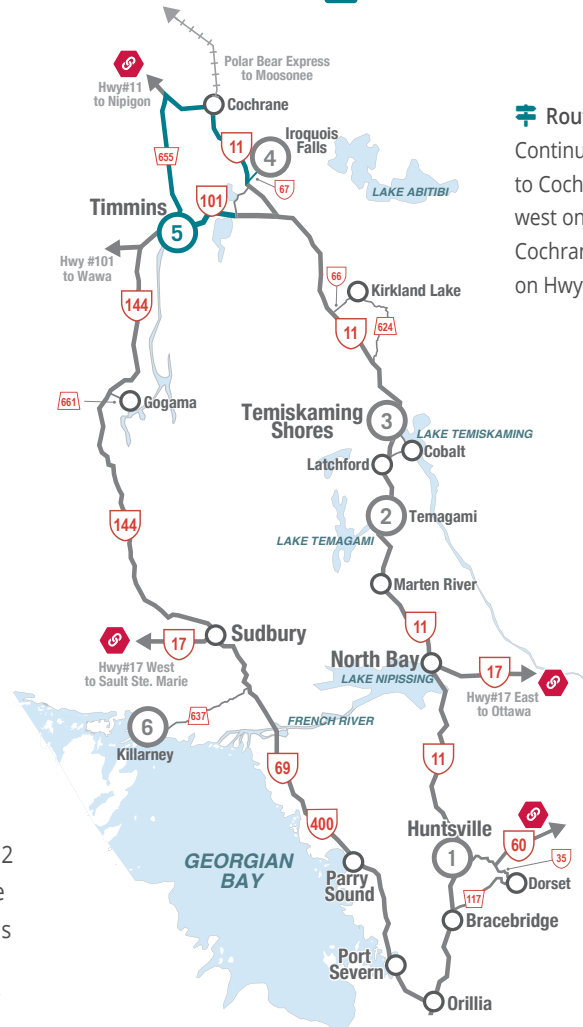 Polar Bear Express
to Moosonee
Hwy#11
to Nipigon
Cochrane
11
Iroquois
Falls
4
655
67
LAKE ABITIBI
101
Timmins
5
Hwy #101
to Wawa
144
66
Kirkland Lake
11
624
661
Gogama
Temiskaming
Shores
3
LAKE TEMISKAMING
Cobalt
Latchford
2
Temagami
144
LAKE TEMAGAMI
Marten River
11
Sudbury
17
Hwy#17 West
to Sault Ste. Marie
North Bay
17
LAKE NIPISSING
Hwy#17 East
to Ottawa
637
6
Killarney
FRENCH RIVER
69
11
400
Huntsville
60
1
35
GEORGIAN
BAY
Parry
Sound
Dorset
117
Bracebridge
Port
Severn
Orillia
Rou
Continu
to Coch
west on
Cochran
on Hwy
2
e
s